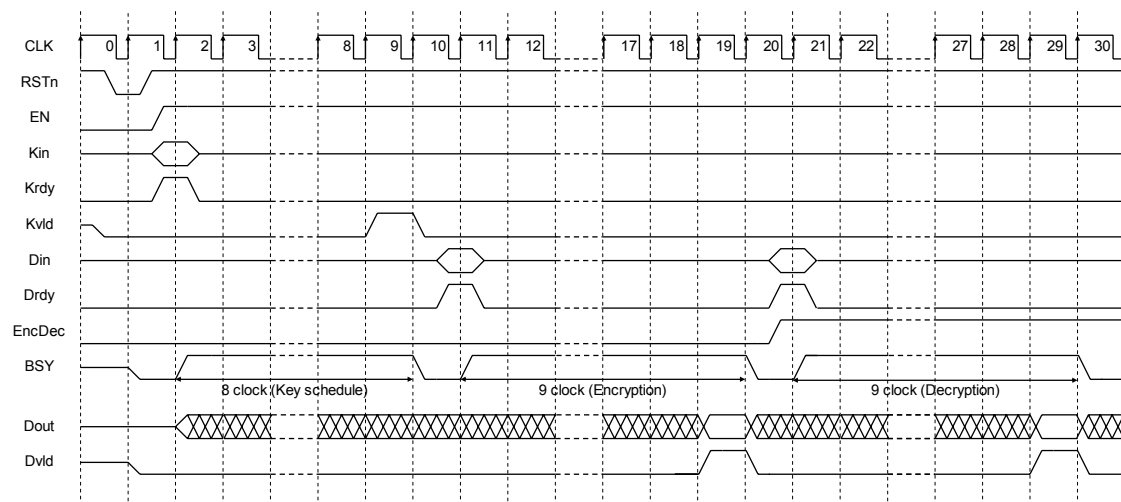 CLK 0 1 2 3 8 9 10 11 12 17 18 19 20 21 22 27 28 29 30
RSTn
EN
Kin
Krdy
Kvld
Din
Drdy
EncDec
BSY
8 clock (Key schedule) 9 clock (Encryption) 9 clock (Decryption)
Dout
Dvld